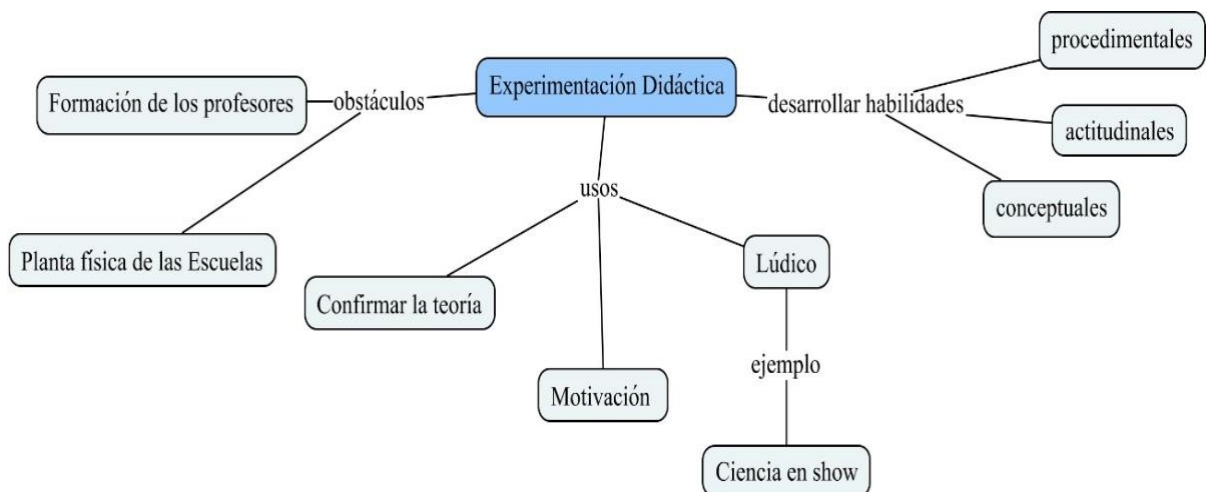 Experimentación Didáctica
obstáculos
Formación de los profesores
Planta física de las Escuelas
usos
Confirmar la teoría
Motivación
Lúdico
ejemplo
Ciencia en show
desarrollar habilidades
procedimentales
actitudinales
conceptuales